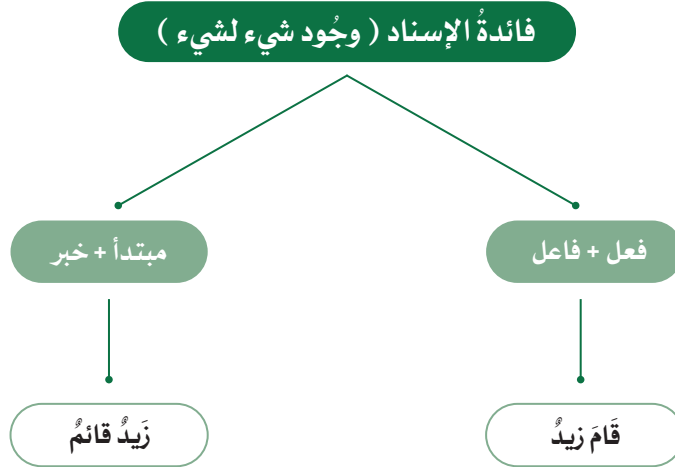 فائدةُ الإسناد ( وجُود شيء لشيء )
فعل + فاعل
مبتدأ + خبر
قَامَ زيدٌ
زَيدٌ قائمٌ